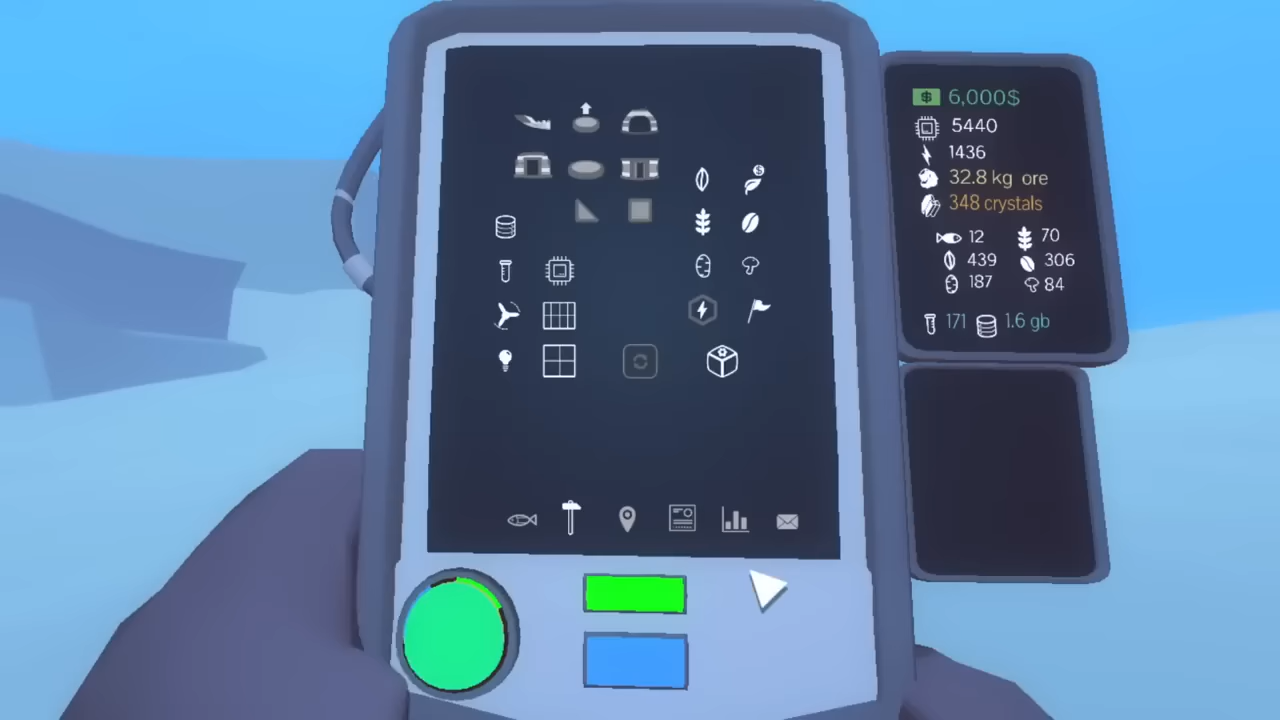 $ 6,000$
5440
1436
32.8 kg ore
348 crystals
12 70
439 306
187 84
171 1.6 gb